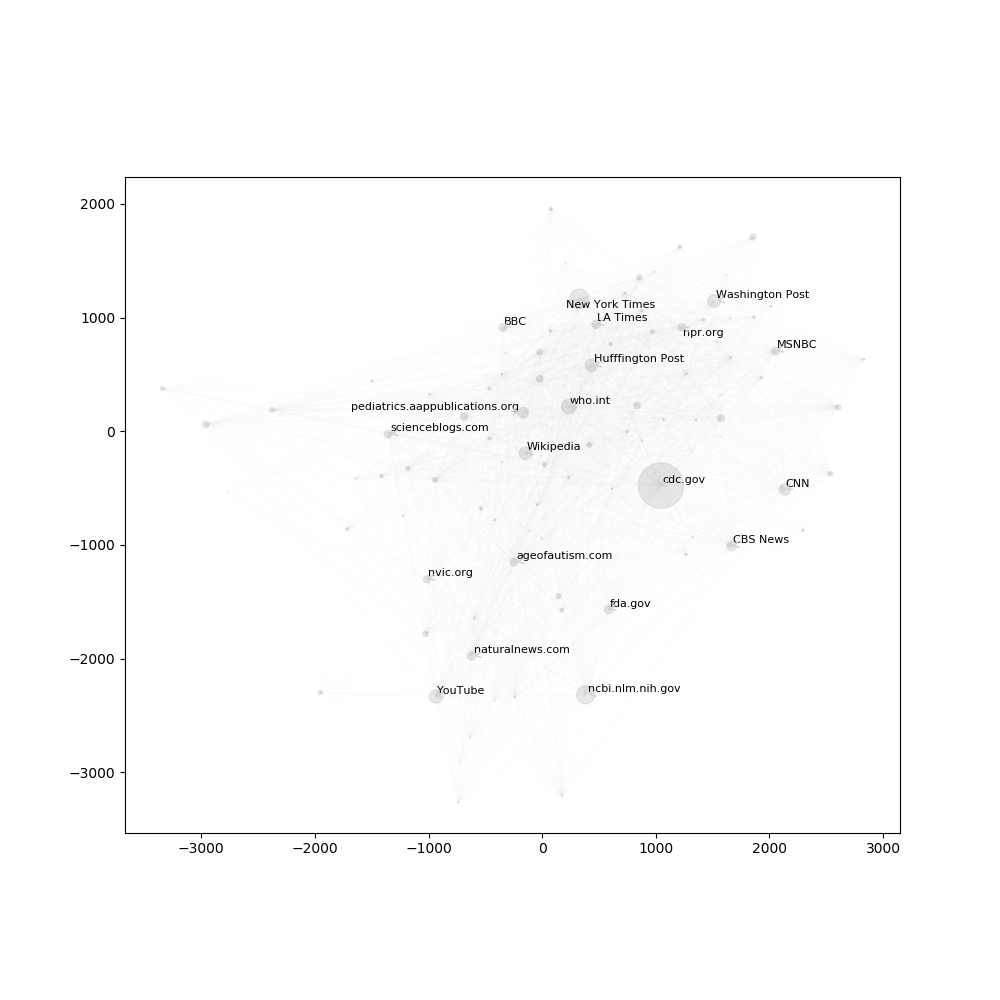 2000
Washington Post
New York Times
1000
LA Times
BBC
npr.org
MSNBC
Hufffington Post
who.int
pediatrics.aappublications.org
scienceblogs.com
0
Wikipedia
cdc.gov
CNN
CBS News
−1000
ageofautism.com
nvic.org
fda.gov
naturalnews.com
−2000
YouTube
ncbi.nlm.nih.gov
−3000
−3000 −2000 −1000 0 1000 2000 3000